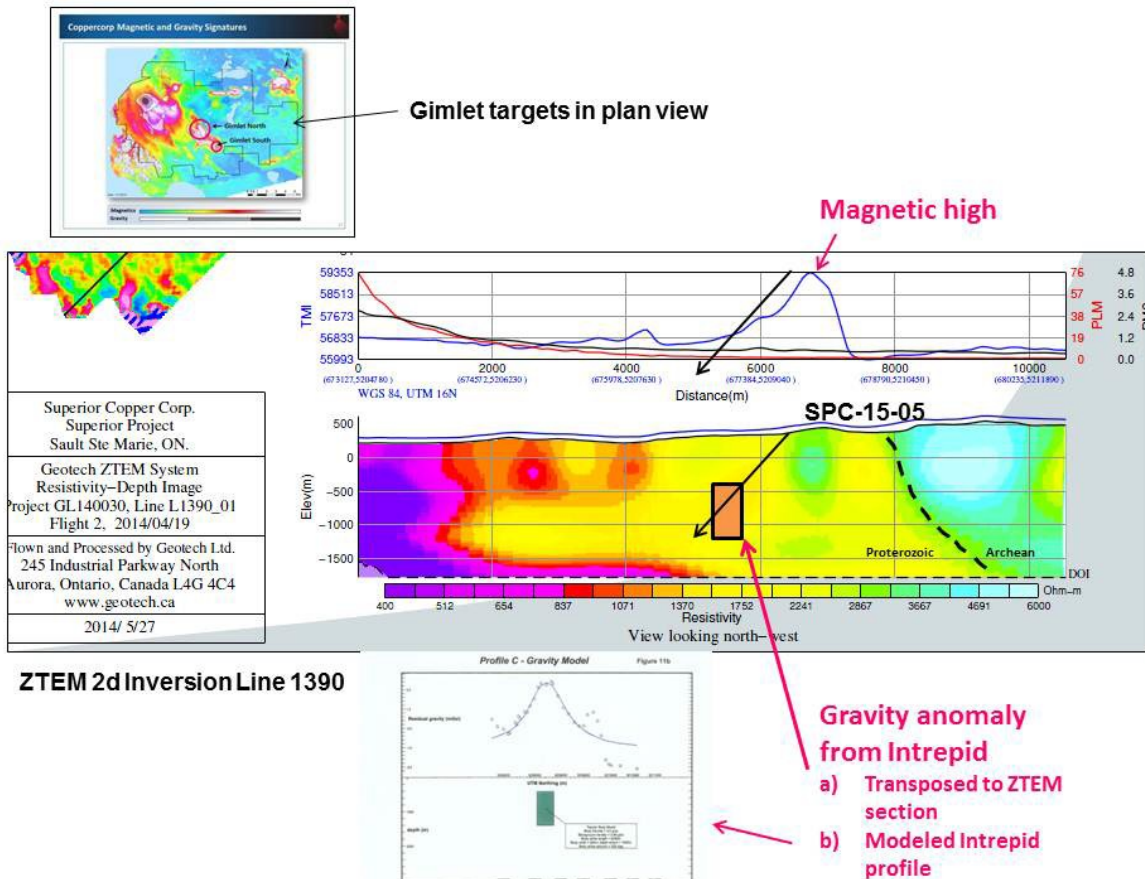 Coppercorp Magnetic and Gravity Signatures
Gimlet North
Gimlet South
Magnetics
Gravity
Gimlet targets in plan view
Magnetic high
59353
58513
57673
56833
55993
TMI
76
57
38
19
0
PLM
4.8
3.6
2.4
1.2
0.0
0 2000 4000 6000 8000 10000
(673127,5204780) (674572,5206230) (675978,5207630) (677384,5209040) (678790,5210450) (680235,5211890)
WGS 84, UTM 16N
Distance(m)
SPC-15-05
Superior Copper Corp.
Superior Project
Sault Ste Marie, ON.
Geotech ZTEM System
Resistivity-Depth Image
Project GL140030, Line L1390_01
Flight 2, 2014/04/19
Flown and Processed by Geotech Ltd.
245 Industrial Parkway North
Aurora, Ontario, Canada L4G 4C4
www.geotech.ca
2014/ 5/27
500
0
-500
-1000
-1500
Elev(m)
Proterozoic Archean
DOI
400 512 654 837 1071 1370 1752 2241 2867 3667 4691 6000
Ohm-m
Resistivity
View looking north-west
ZTEM 2d Inversion Line 1390
Profile C - Gravity Model
Figure 11b
Residual gravity (mGal)
UTM Northing (m)
depth (m)
Gravity anomaly
from Intrepid
a) Transposed to ZTEM
section
b) Modeled Intrepid
profile